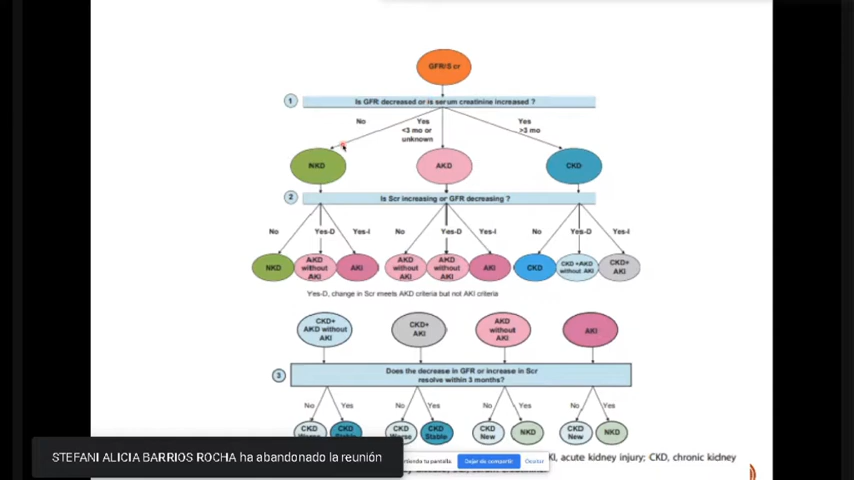 GFR/S cr
1 Is GFR decreased or is serum creatinine increased ?
No Yes Yes
<3 mo or >3 mo
unknown
NKD AKD CKD
2 Is Scr increasing or GFR decreasing ?
No Yes-D Yes-I No Yes-D Yes-I No Yes-D Yes-I
NKD AKD without AKI AKI AKD without AKI AKD without AKI AKI CKD CKD +AKD without AKI CKD+ AKI
Yes-D, change in Scr meets AKD criteria but not AKI criteria
CKD+ AKD without AKI CKD+ AKI AKD without AKI AKI
3 Does the decrease in GFR or increase in Scr
resolve within 3 months?
No Yes No Yes No Yes No Yes
CKD Worse CKD Stable CKD Worse CKD Stable CKD New NKD CKD New NKD
STEFANI ALICIA BARRIOS ROCHA ha abandonado la reunión
tu pantalla. Dejar de compartir Ocultar
KI, acute kidney injury; CKD, chronic kidney